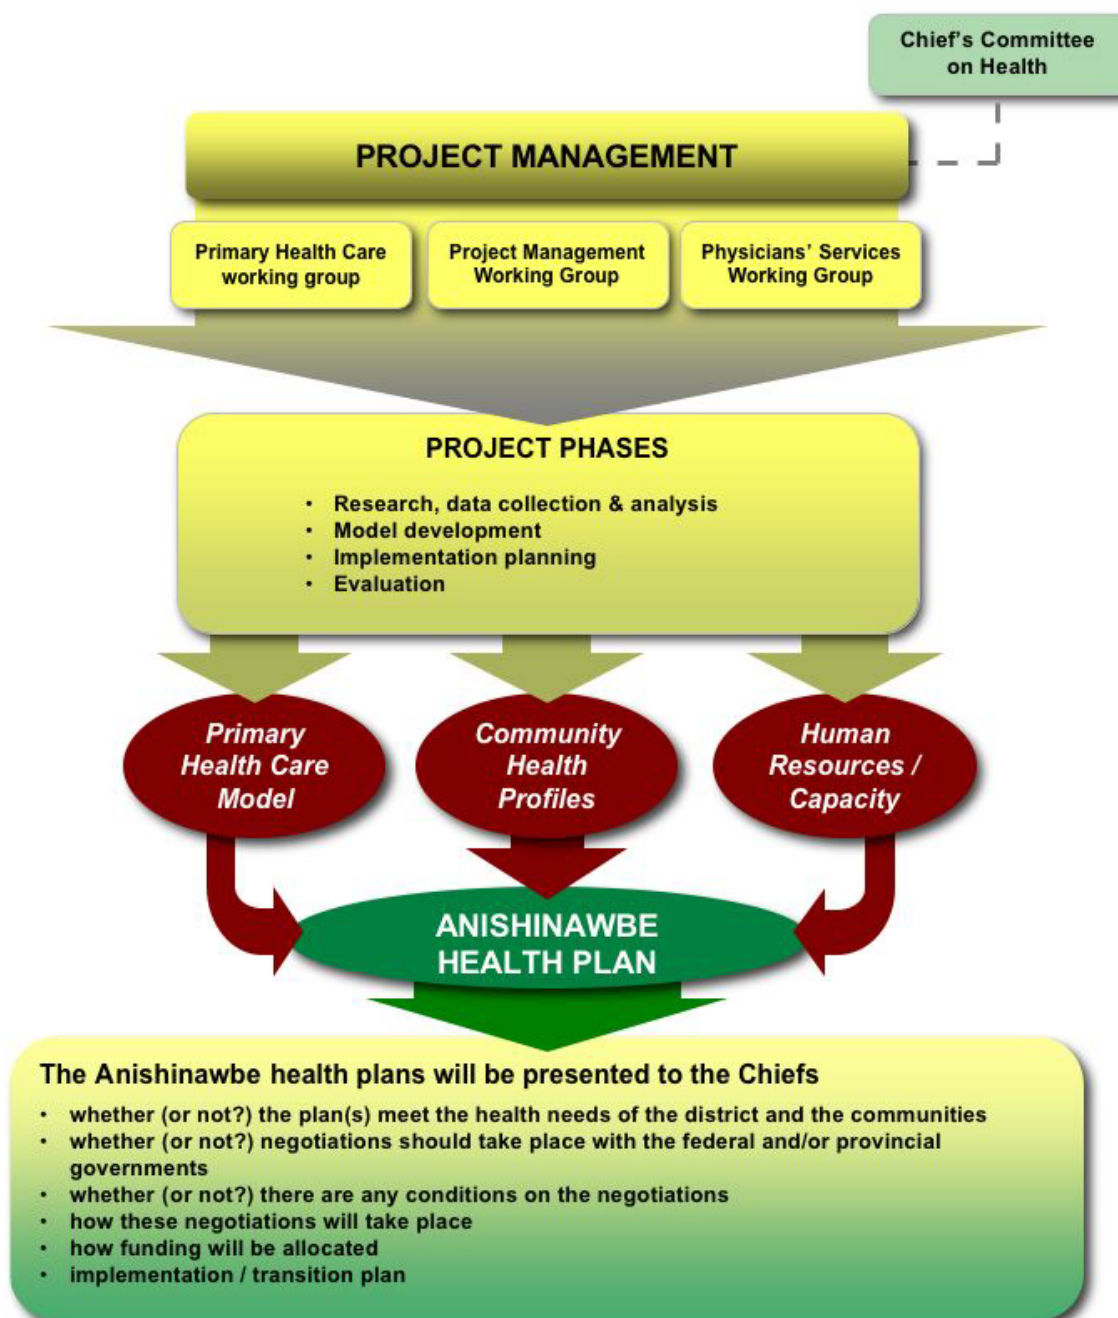 Chief's Committee
on Health
PROJECT MANAGEMENT
Primary Health Care
working group
Project Management
Working Group
Physicians' Services
Working Group
PROJECT PHASES
• Research, data collection & analysis
• Model development
• Implementation planning
• Evaluation
Primary
Health Care
Model
Community
Health
Profiles
Human
Resources /
Capacity
ANISHINAWBE
HEALTH PLAN
The Anishinawbe health plans will be presented to the Chiefs
• whether (or not?) the plan(s) meet the health needs of the district and the communities
• whether (or not?) negotiations should take place with the federal and/or provincial
governments
• whether (or not?) there are any conditions on the negotiations
• how these negotiations will take place
• how funding will be allocated
• implementation / transition plan